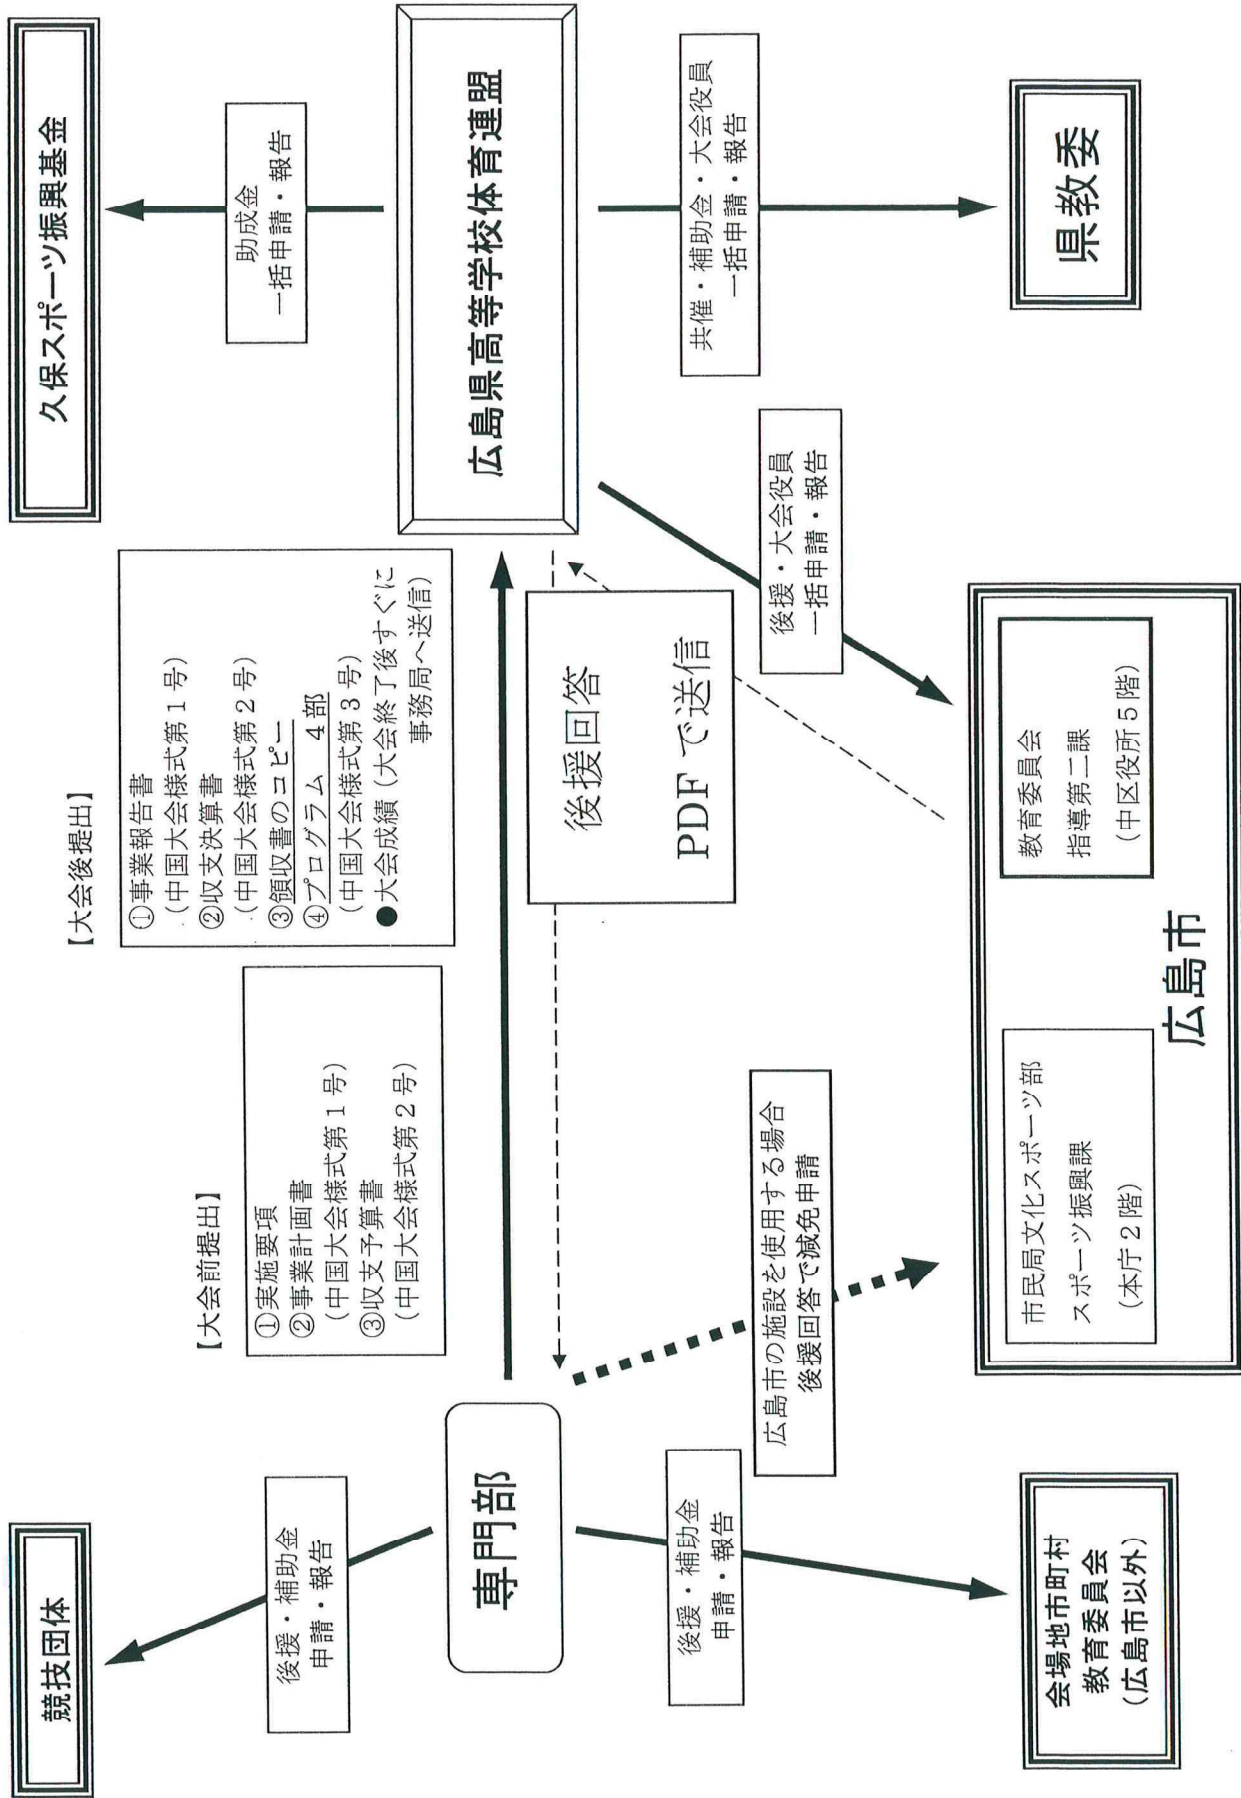 競技団体
久保スポーツ振興基金
後援・補助金
申請・報告
助成金
一括申請・報告
【大会前提出】
①実施要項
②事業計画書
(中国大会様式第1号)
③収支予算書
(中国大会様式第2号)
【大会後提出】
①事業報告書
(中国大会様式第1号)
②収支決算書
(中国大会様式第2号)
③領収書のコピー
④プログラム 4部
(中国大会様式第3号)
●大会成績(大会終了後すぐに
事務局へ送信)
専門部
広島県高等学校体育連盟
後援回答
PDFで送信
後援・補助金
申請・報告
広島市の施設を使用する場合
後援回答で減免申請
後援・大会役員
一括申請・報告
共催・補助金・大会役員
一括申請・報告
会場地市町村
教育委員会
(広島市以外)
市民局文化スポーツ部
スポーツ振興課
(本庁2階)
教育委員会
指導第二課
(中区役所5階)
広島市
県教委